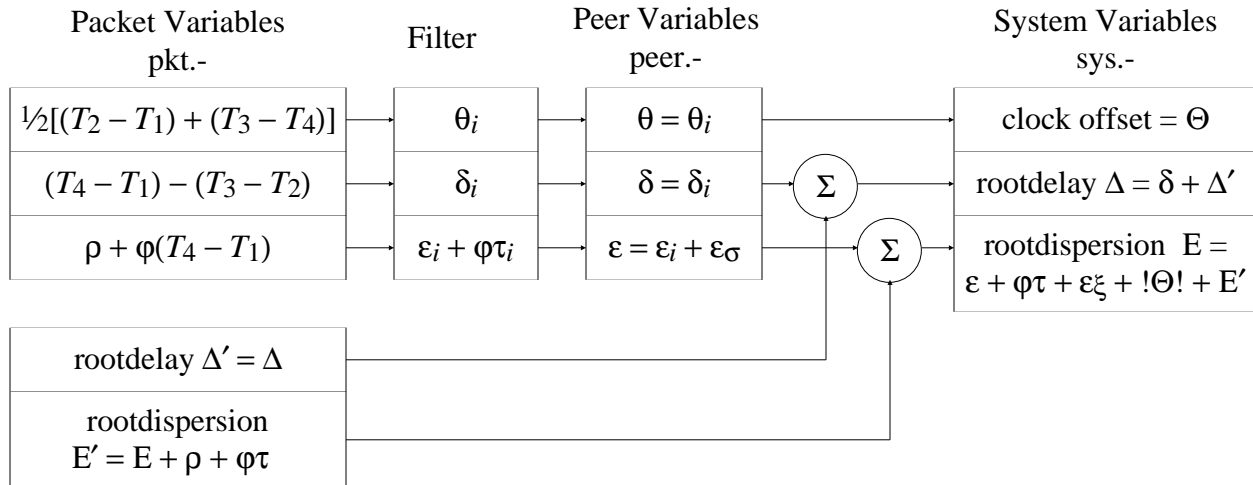 Packet Variables
pkt.-
Filter
Peer Variables
peer.-
System Variables
sys.-
½[(T2 − T1) + (T3 − T4)]
θi
θ = θi
clock offset = Θ
(T4 − T1) − (T3 − T2)
δi
δ = δi
Σ
rootdelay Δ = δ + Δ′
ρ + φ(T4 − T1)
εi + φτi
ε = εi + εσ
Σ
rootdispersion E =
ε + φτ + εξ + !Θ! + E′
rootdelay Δ′ = Δ
rootdispersion
E′ = E + ρ + φτ